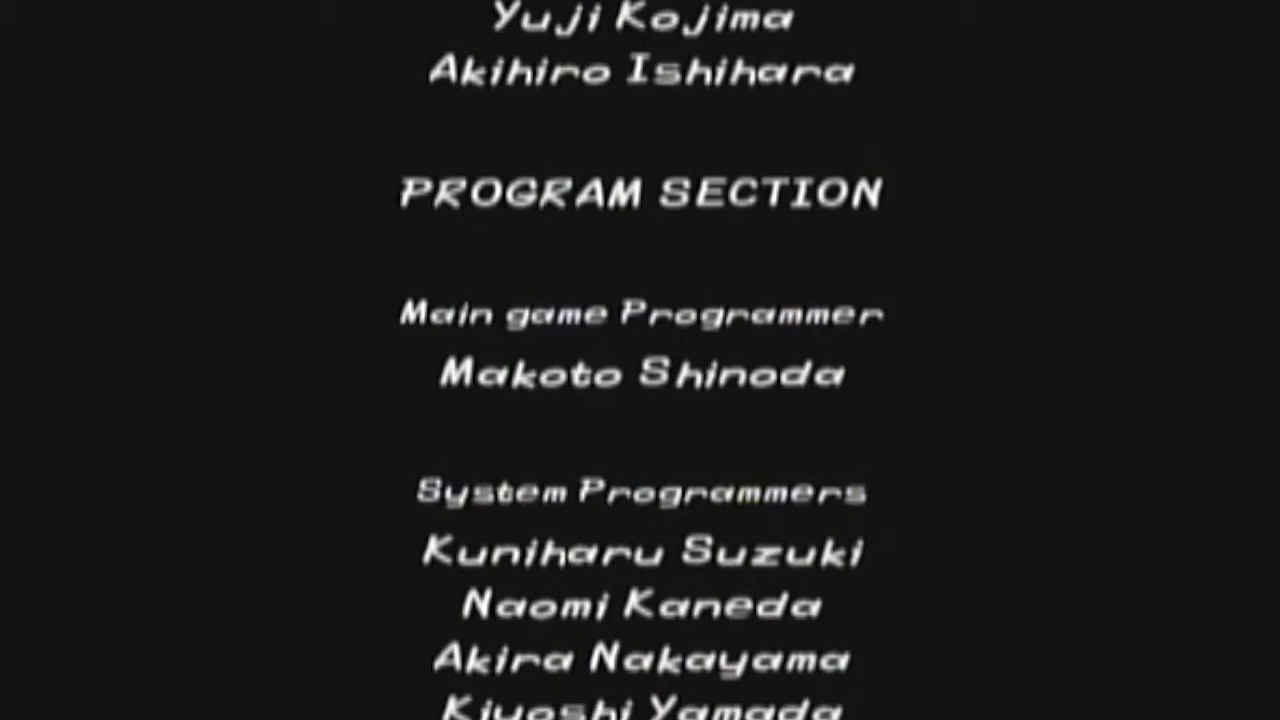 Yuji Kojima
Akihiro Ishihara
PROGRAM SECTION
Main game Programmer
Makoto Shinoda
System Programmers
Kuniharu Suzuki
Naomi Kaneda
Akira Nakayama
Kiyoshi Yamada